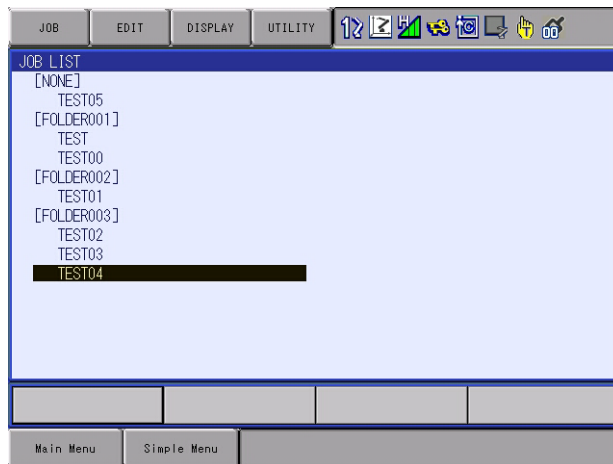 JOB EDIT DISPLAY UTILITY
JOB LIST
[NONE]
TEST05
[FOLDER001]
TEST
TEST00
[FOLDER002]
TEST01
[FOLDER003]
TEST02
TEST03
TEST04
Main Menu Simple Menu